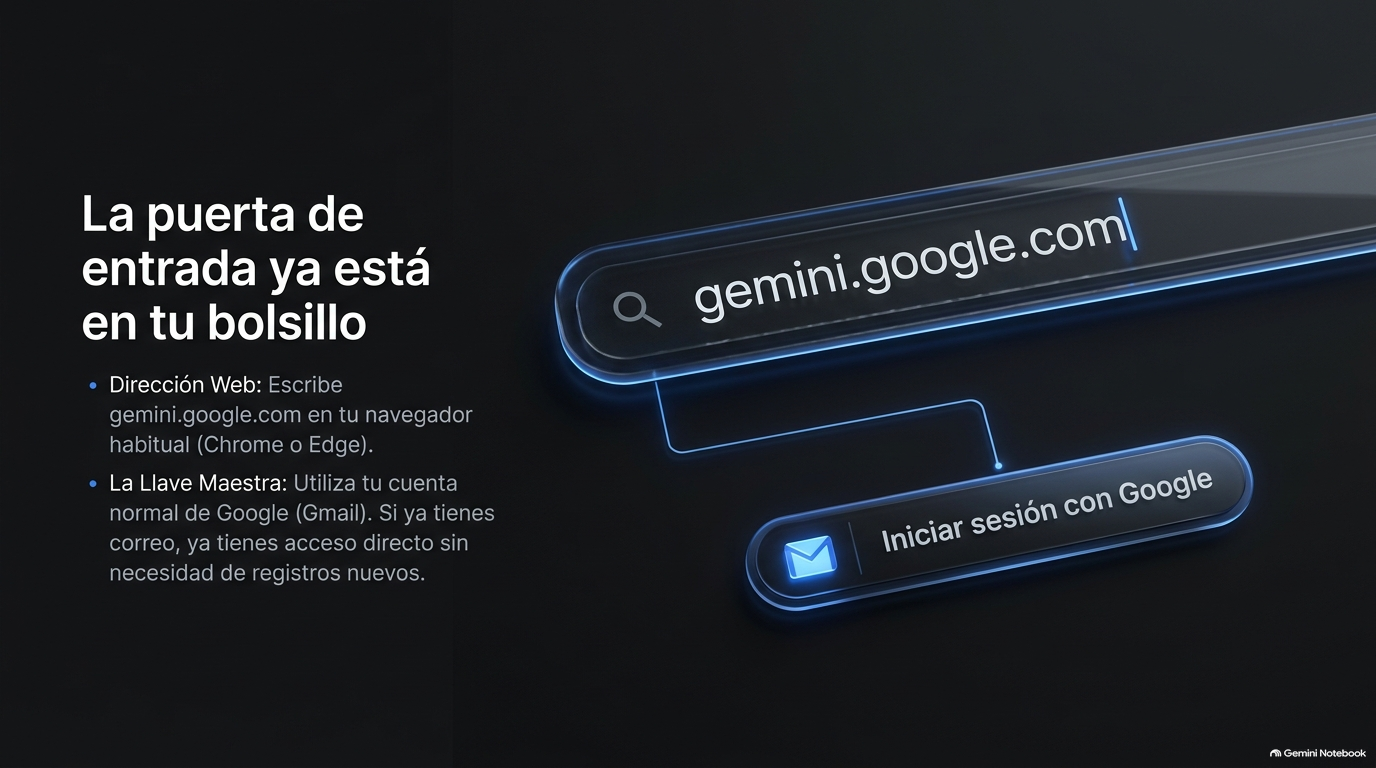 La puerta de
entrada ya está
en tu bolsillo
• Dirección Web: Escribe
gemini.google.com en tu navegador
habitual (Chrome o Edge).
• La Llave Maestra: Utiliza tu cuenta
normal de Google (Gmail). Si ya tienes
correo, ya tienes acceso directo sin
necesidad de registros nuevos.
gemini.google.com
Iniciar sesión con Google
Gemini Notebook